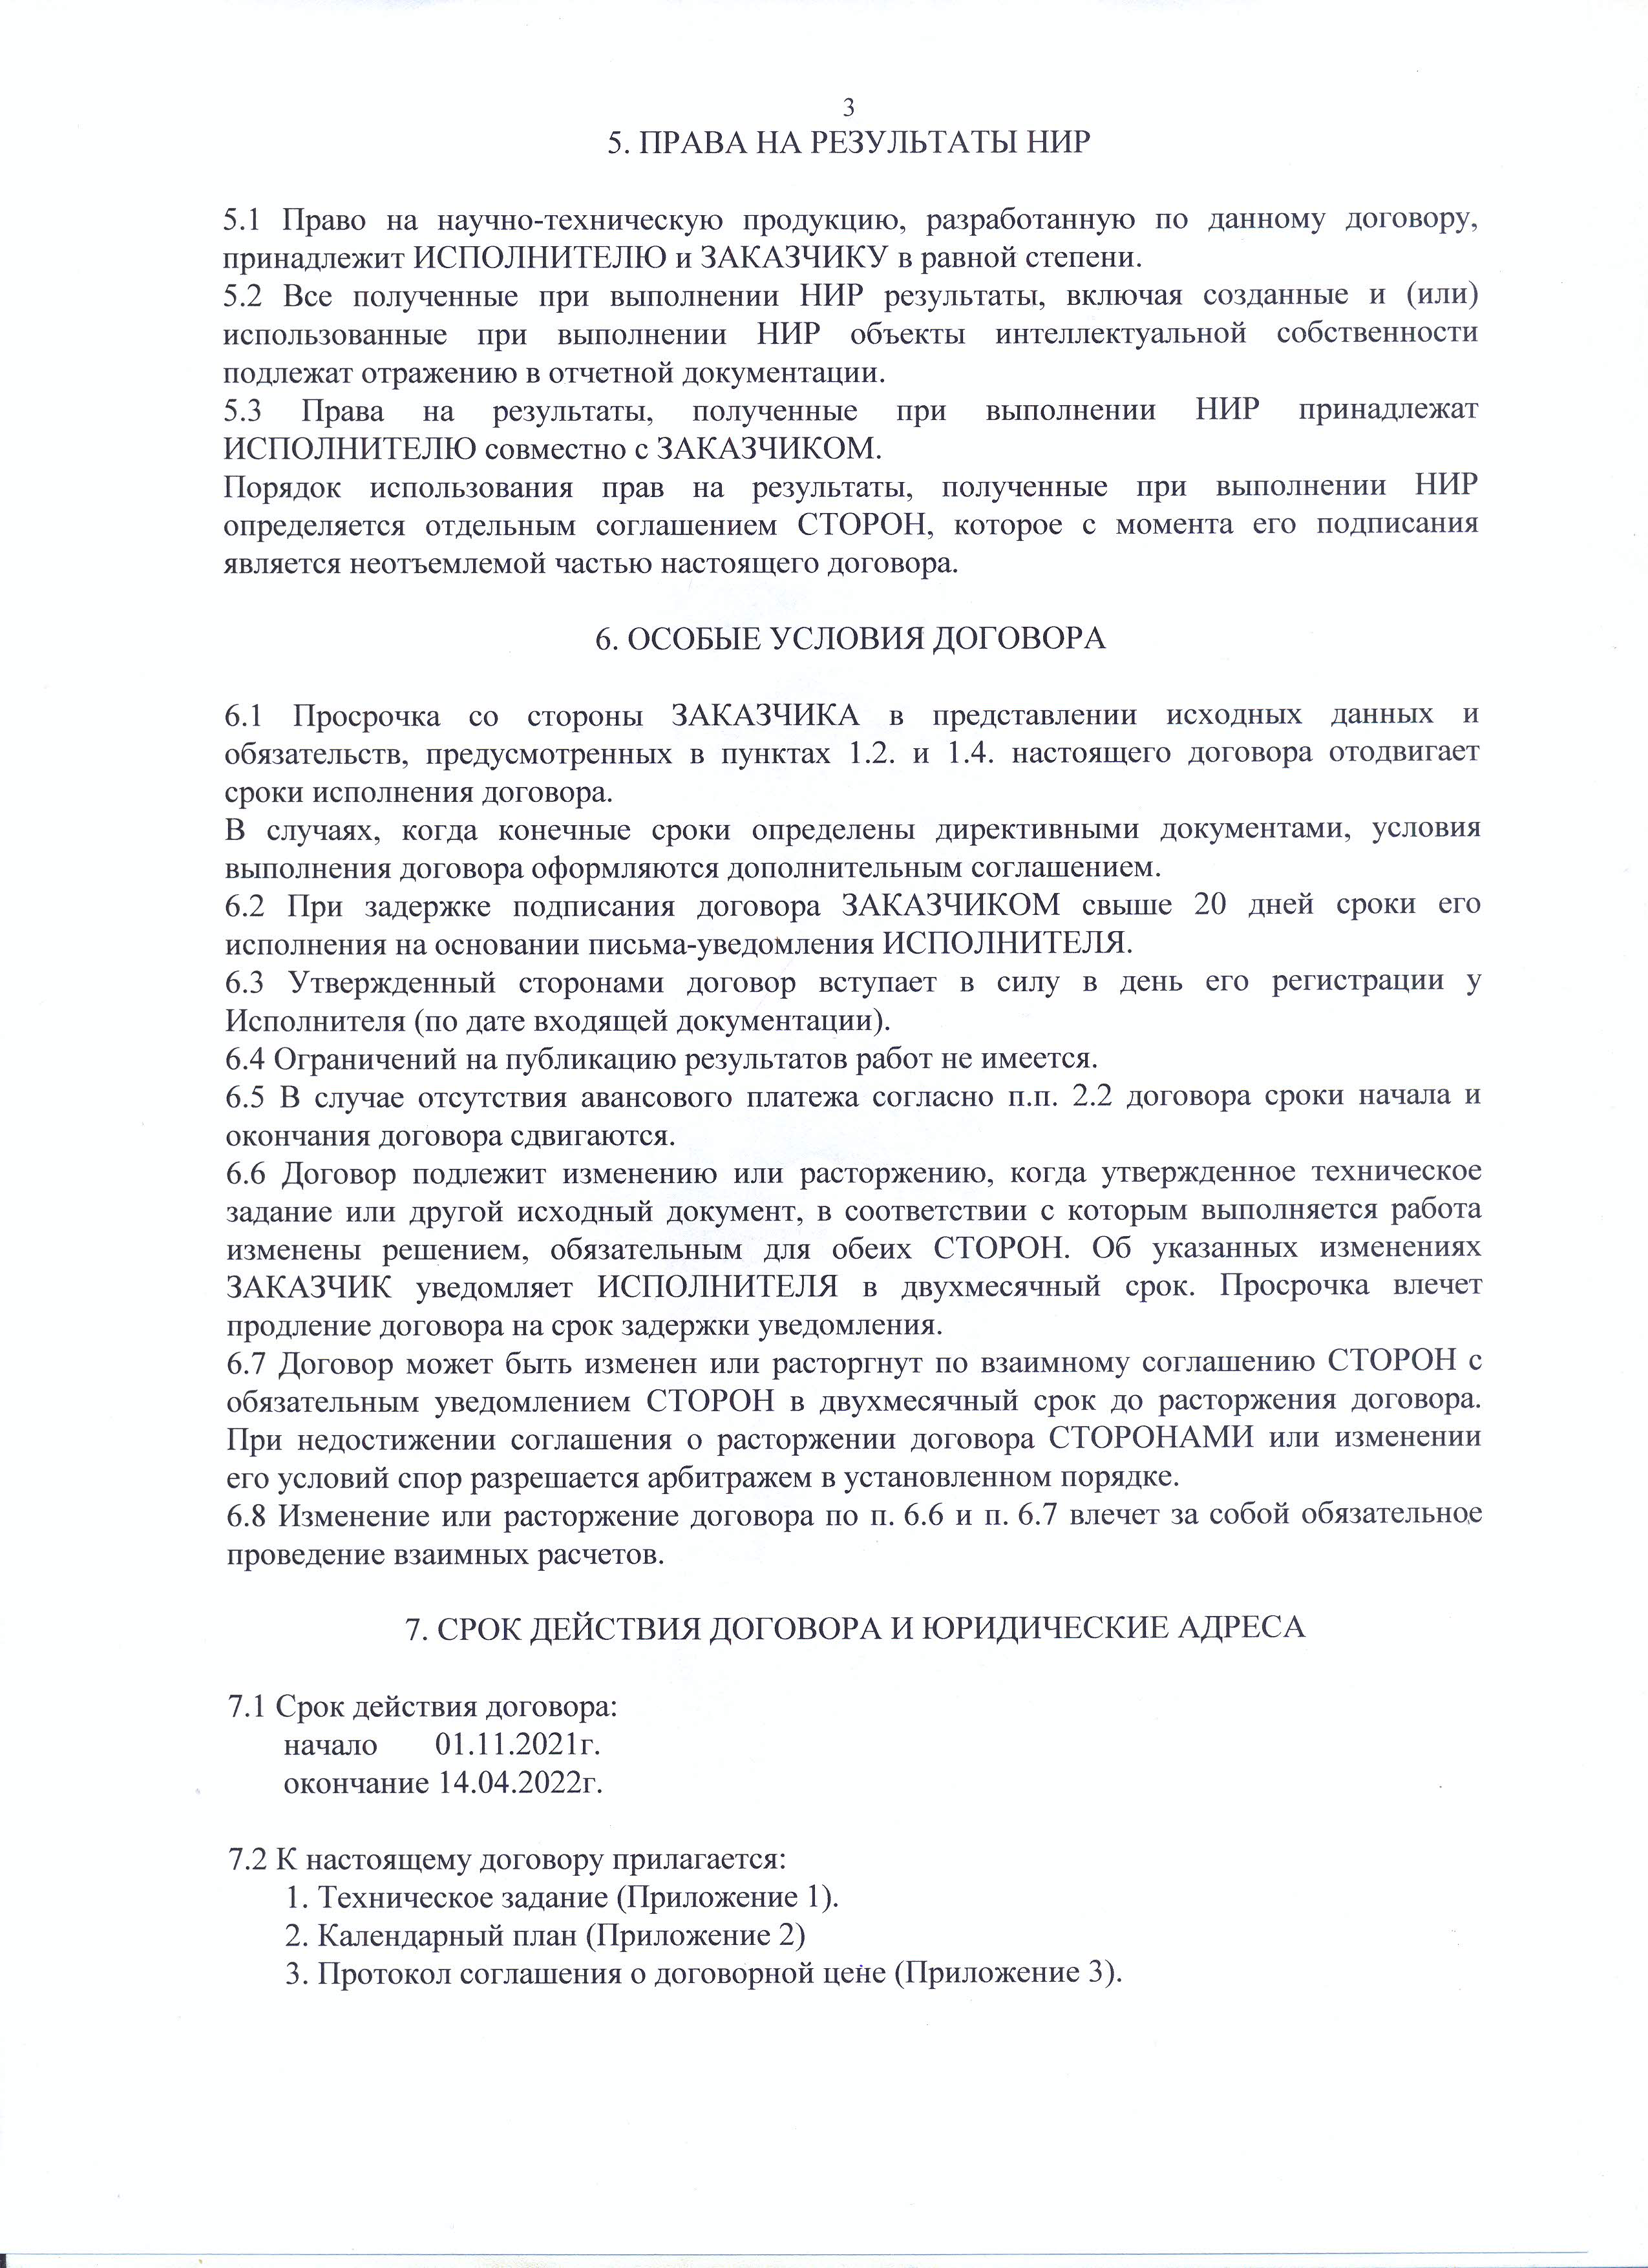 3
5. ПРАВА НА РЕЗУЛЬТАТЫ НИР
5.1 Право на научно-техническую продукцию, разработанную по данному договору,
принадлежит ИСПОЛНИТЕЛЮ и ЗАКАЗЧИКУ в равной степени.
5.2 Все полученные при выполнении НИР результаты, включая созданные и (или)
использованные при выполнении НИР объекты интеллектуальной собственности
подлежат отражению в отчетной документации.
5.3 Права на результаты, полученные при выполнении НИР принадлежат
ИСПОЛНИТЕЛЮ совместно с ЗАКАЗЧИКОМ.
Порядок использования прав на результаты, полученные при выполнении НИР
определяется отдельным соглашением СТОРОН, которое с момента его подписания
является неотъемлемой частью настоящего договора.
6. ОСОБЫЕ УСЛОВИЯ ДОГОВОРА
6.1 Просрочка со стороны ЗАКАЗЧИКА в представлении исходных данных и
обязательств, предусмотренных в пунктах 1.2. и 1.4. настоящего договора отодвигает
сроки исполнения договора.
В случаях, когда конечные сроки определены директивными документами, условия
выполнения договора оформляются дополнительным соглашением.
6.2 При задержке подписания договора ЗАКАЗЧИКОМ свыше 20 дней сроки его
исполнения на основании письма-уведомления ИСПОЛНИТЕЛЯ.
6.3 Утвержденный сторонами договор вступает в силу в день его регистрации у
Исполнителя (по дате входящей документации).
6.4 Ограничений на публикацию результатов работ не имеется.
6.5 В случае отсутствия авансового платежа согласно п.п. 2.2 договора сроки начала и
окончания договора сдвигаются.
6.6 Договор подлежит изменению или расторжению, когда утвержденное техническое
задание или другой исходный документ, в соответствии с которым выполняется работа
изменены решением, обязательным для обеих СТОРОН. Об указанных изменениях
ЗАКАЗЧИК уведомляет ИСПОЛНИТЕЛЯ в двухмесячный срок. Просрочка влечет
продление договора на срок задержки уведомления.
6.7 Договор может быть изменен или расторгнут по взаимному соглашению СТОРОН с
обязательным уведомлением СТОРОН в двухмесячный срок до расторжения договора.
При недостижении соглашения о расторжении договора СТОРОНАМИ или изменении
его условий спор разрешается арбитражем в установленном порядке.
6.8 Изменение или расторжение договора по п. 6.6 и п. 6.7 влечет за собой обязательное
проведение взаимных расчетов.
7. СРОК ДЕЙСТВИЯ ДОГОВОРА И ЮРИДИЧЕСКИЕ АДРЕСА
7.1 Срок действия договора:
начало 01.11.2021г.
окончание 14.04.2022г.
7.2 К настоящему договору прилагается:
1. Техническое задание (Приложение 1).
2. Календарный план (Приложение 2)
3. Протокол соглашения о договорной цене (Приложение 3).